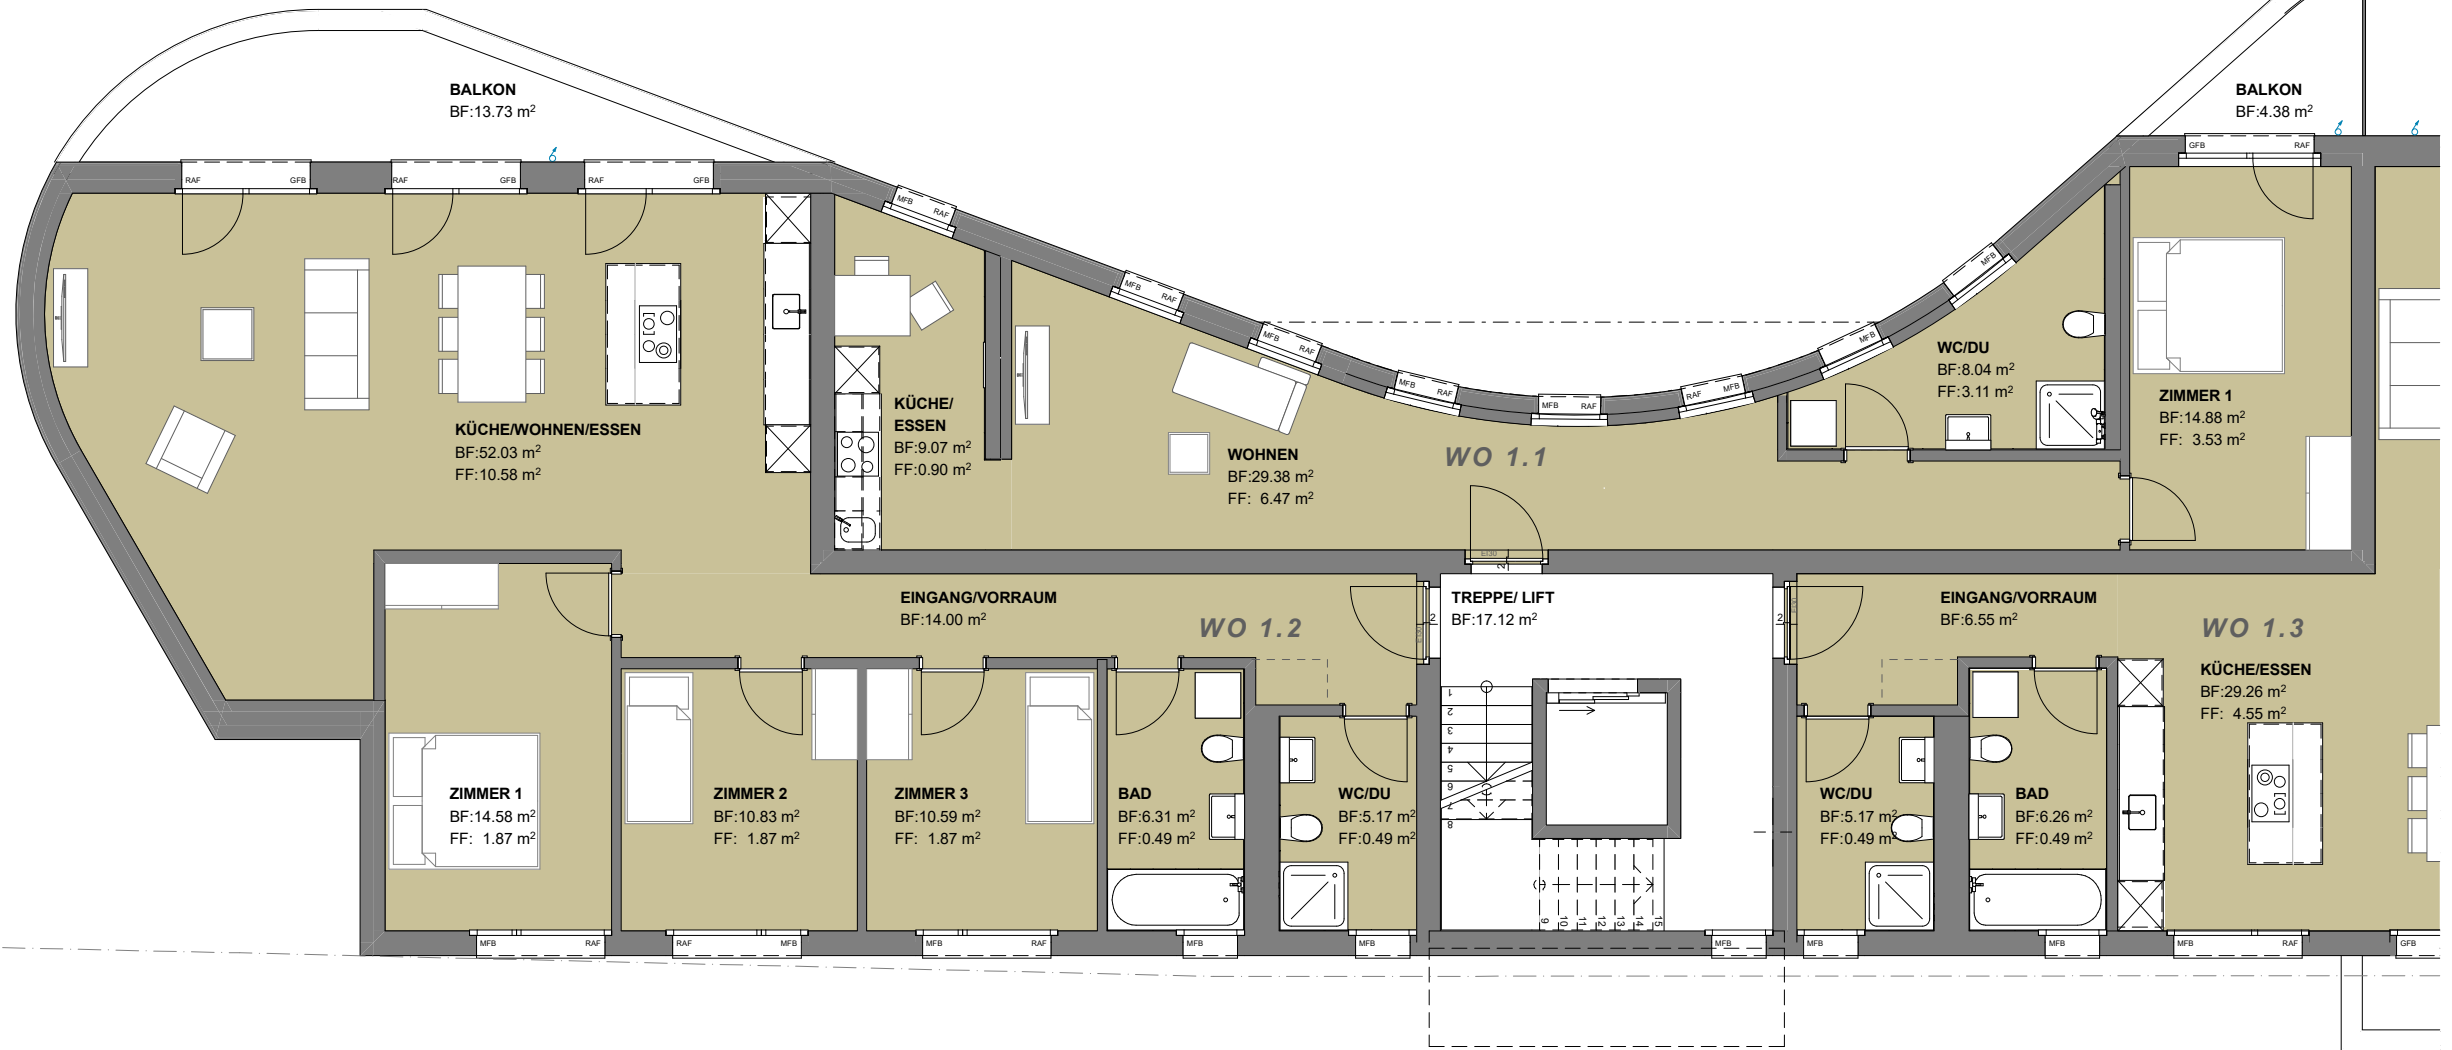 BALKON
BF:13.73 m²
BALKON
BF:4.38 m²
GFB RAF
RAF GFB
RAF GFB
RAF GFB
MFB RAF
MFB RAF
MFB RAF
MFB RAF
MFB RAF
RAF MFB
MFB
MFB
KÜCHE/WOHNEN/ESSEN
BF:52.03 m²
FF:10.58 m²
KÜCHE/
ESSEN
BF:9.07 m²
FF:0.90 m²
WOHNEN
BF:29.38 m²
FF: 6.47 m²
WO 1.1
WC/DU
BF:8.04 m²
FF:3.11 m²
ZIMMER 1
BF:14.88 m²
FF: 3.53 m²
EI30
2
EINGANG/VORRAUM
BF:14.00 m²
WO 1.2
EI30
2
TREPPE/ LIFT
BF:17.12 m²
2
EI30
EINGANG/VORRAUM
BF:6.55 m²
WO 1.3
KÜCHE/ESSEN
BF:29.26 m²
FF: 4.55 m²
1
2
3
4
5
6
7
8
9
10
11
12
13
14
15
ZIMMER 1
BF:14.58 m²
FF: 1.87 m²
ZIMMER 2
BF:10.83 m²
FF: 1.87 m²
ZIMMER 3
BF:10.59 m²
FF: 1.87 m²
BAD
BF:6.31 m²
FF:0.49 m²
WC/DU
BF:5.17 m²
FF:0.49 m²
WC/DU
BF:5.17 m²
FF:0.49 m²
BAD
BF:6.26 m²
FF:0.49 m²
MFB RAF
RAF MFB
MFB RAF
MFB
MFB
MFB
MFB
MFB
MFB RAF
GFB